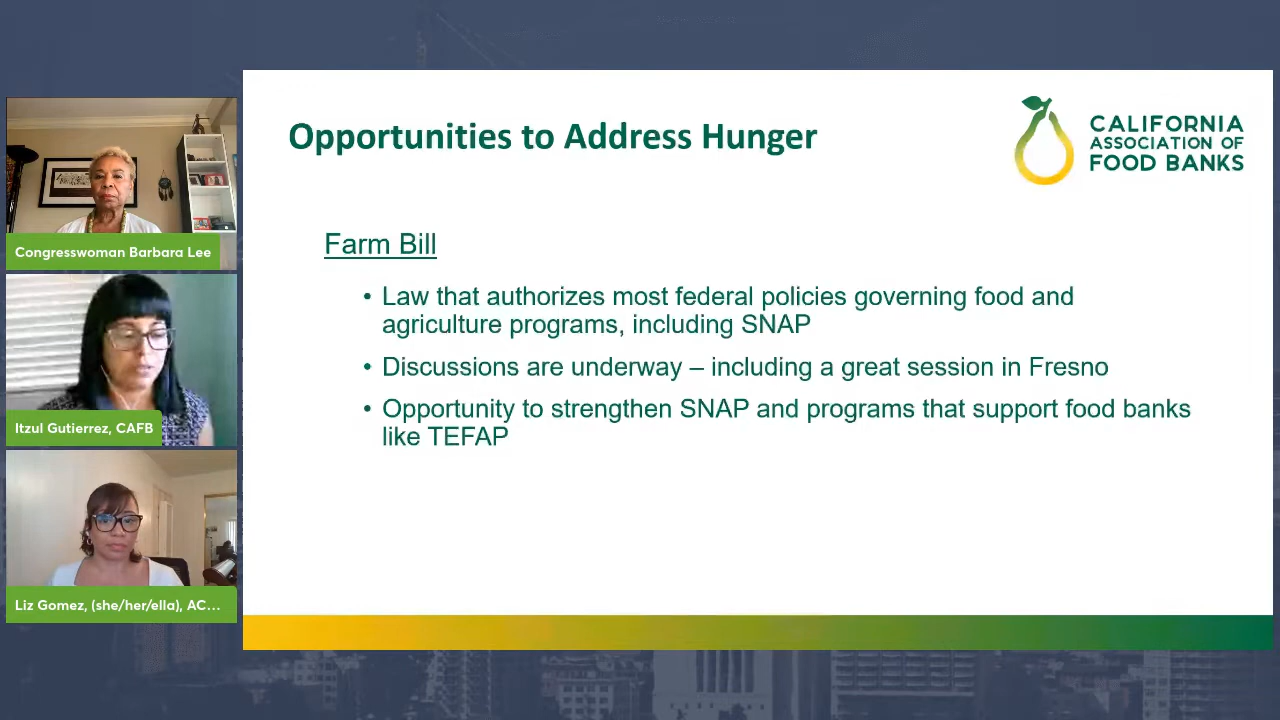 Opportunities to Address Hunger
CALIFORNIA
ASSOCIATION OF
FOOD BANKS
Farm Bill
• Law that authorizes most federal policies governing food and
agriculture programs, including SNAP
• Discussions are underway – including a great session in Fresno
• Opportunity to strengthen SNAP and programs that support food banks
like TEFAP
Congresswoman Barbara Lee
Itzul Gutierrez, CAFB
Liz Gomez, (she/her/ella), AC...